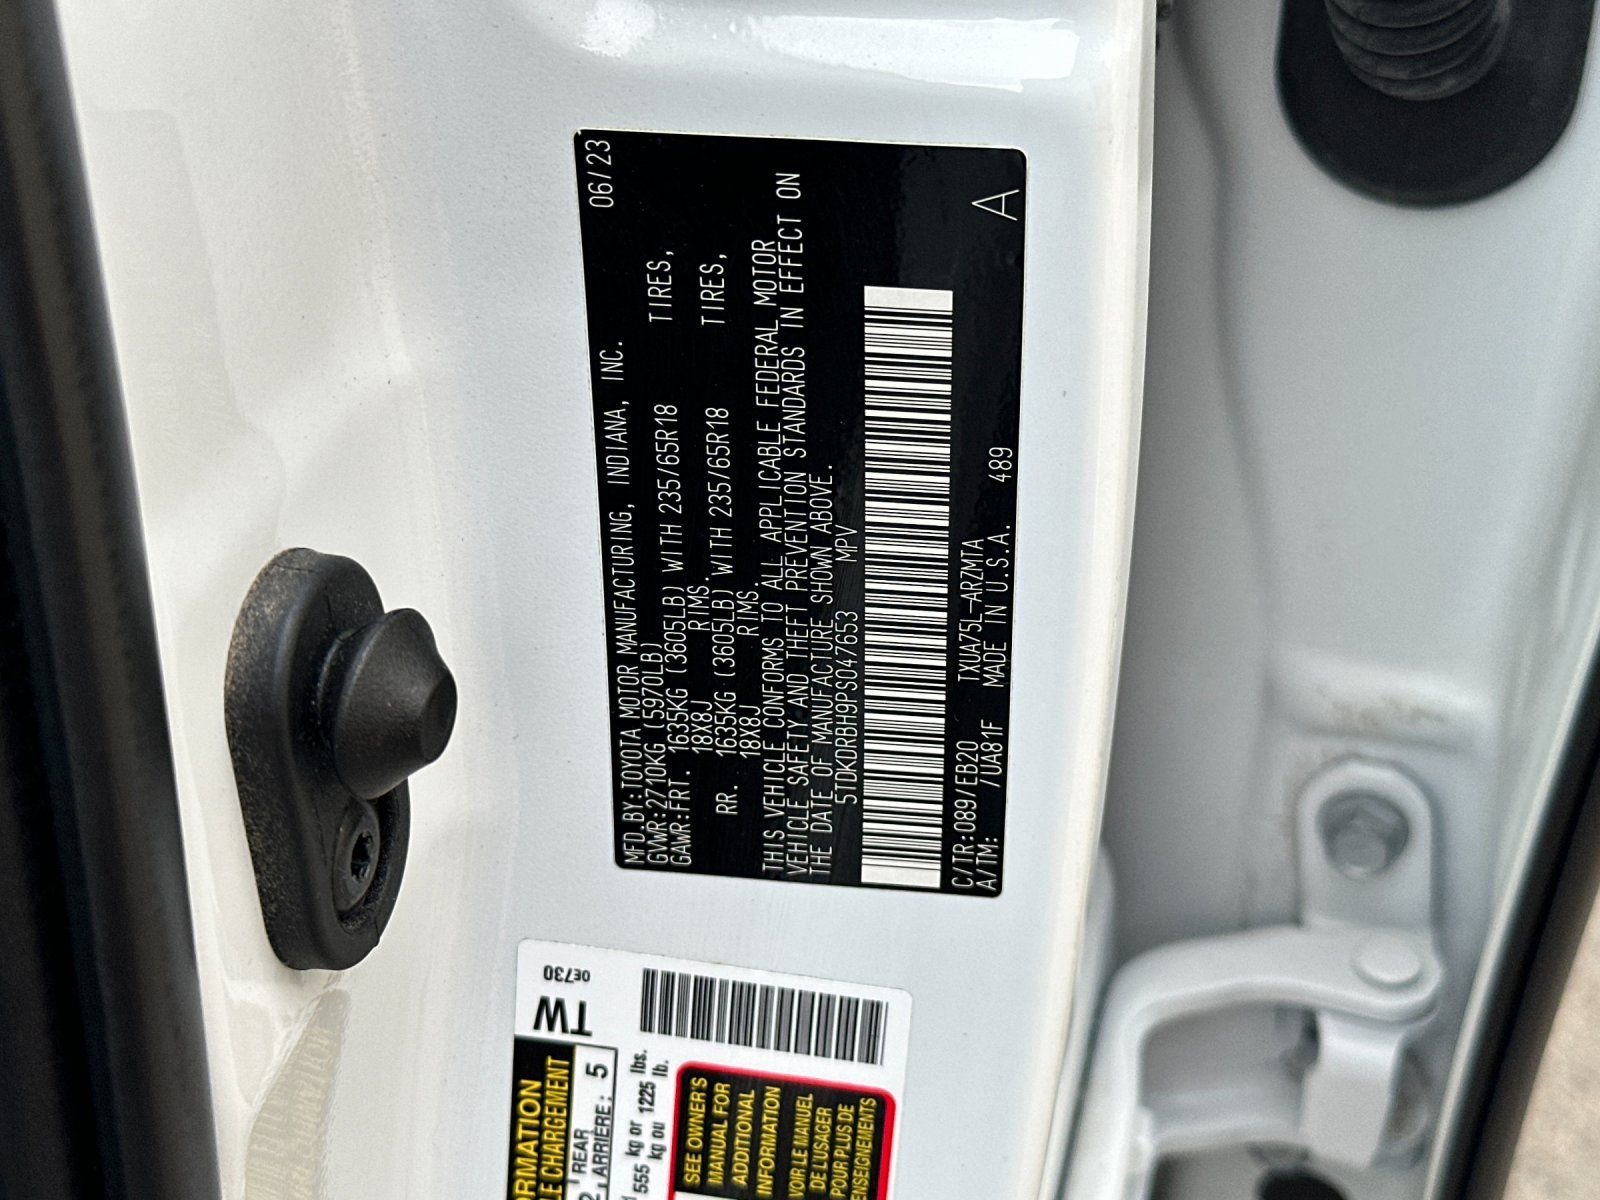 06/23
MFD.BY:TOYOTA MOTOR MANUFACTURING, INDIANA, INC.
GVWR:2710KG (5970LB)
GAWR:FRT. 1635KG (3605LB) WITH 235/65R18 TIRES,
18X8J RIMS.
RR. 1635KG (3605LB) WITH 235/65R18 TIRES,
18X8J RIMS.
THIS VEHICLE CONFORMS TO ALL APPLICABLE FEDERAL MOTOR
VEHICLE SAFETY AND THEFT PREVENTION STANDARDS IN EFFECT ON
THE DATE OF MANUFACTURE SHOWN ABOVE.
5TDKDRBH9PS047653 MPV
C/TR:089/EB20 TXUA75L-ARZMTA
A/TM: /UA81F MADE IN U.S.A. 489
A
0E730
TW
REAR 5
ARRIÈRE:
555 kg or 1225 lbs.
kg ou lb.
SEE OWNER'S
MANUAL FOR
ADDITIONAL
INFORMATION
VOIR LE MANUEL
DE L'USAGER
POUR PLUS DE